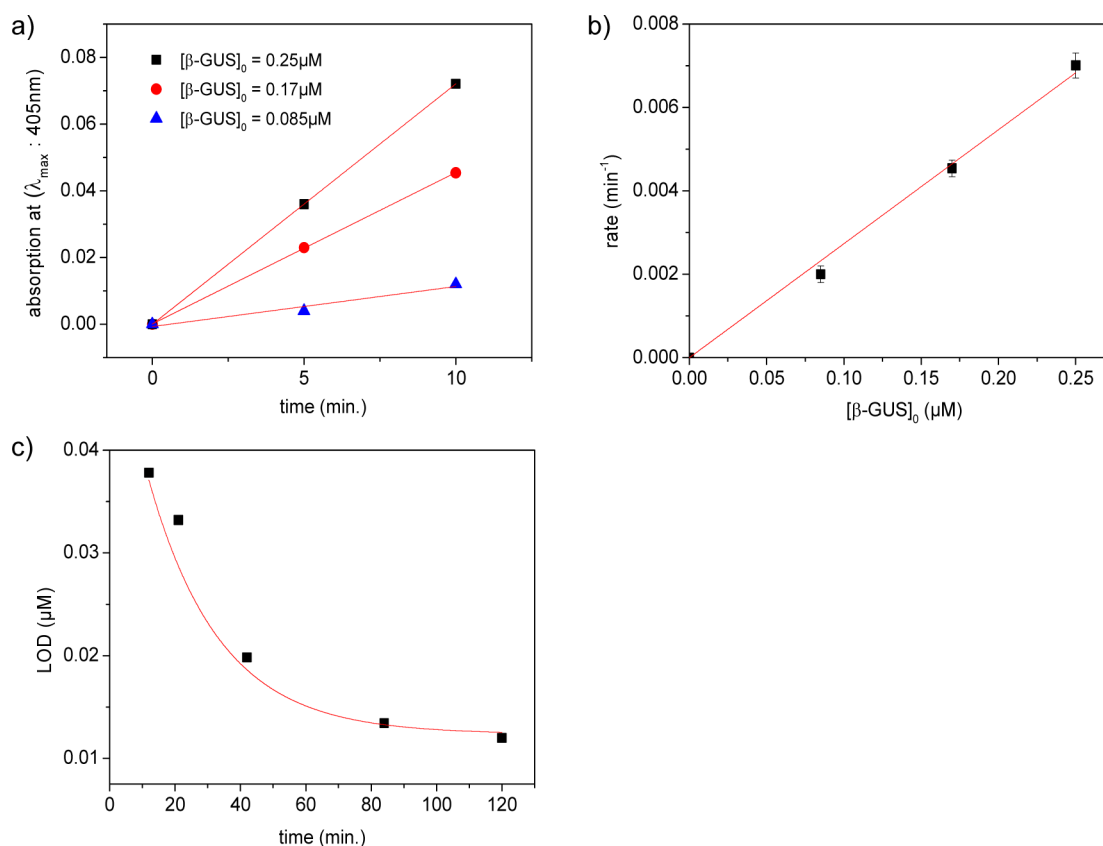 a)
[β-GUS]₀ = 0.25μM
[β-GUS]₀ = 0.17μM
[β-GUS]₀ = 0.085μM
absorption at (λmax : 405nm)
0.08
0.06
0.04
0.02
0.00
0 5 10
time (min.)
b)
rate (min⁻¹)
0.008
0.006
0.004
0.002
0.000
0.00 0.05 0.10 0.15 0.20 0.25
[β-GUS]₀ (μM)
c)
LOD (μM)
0.04
0.03
0.02
0.01
0 20 40 60 80 100 120
time (min.)